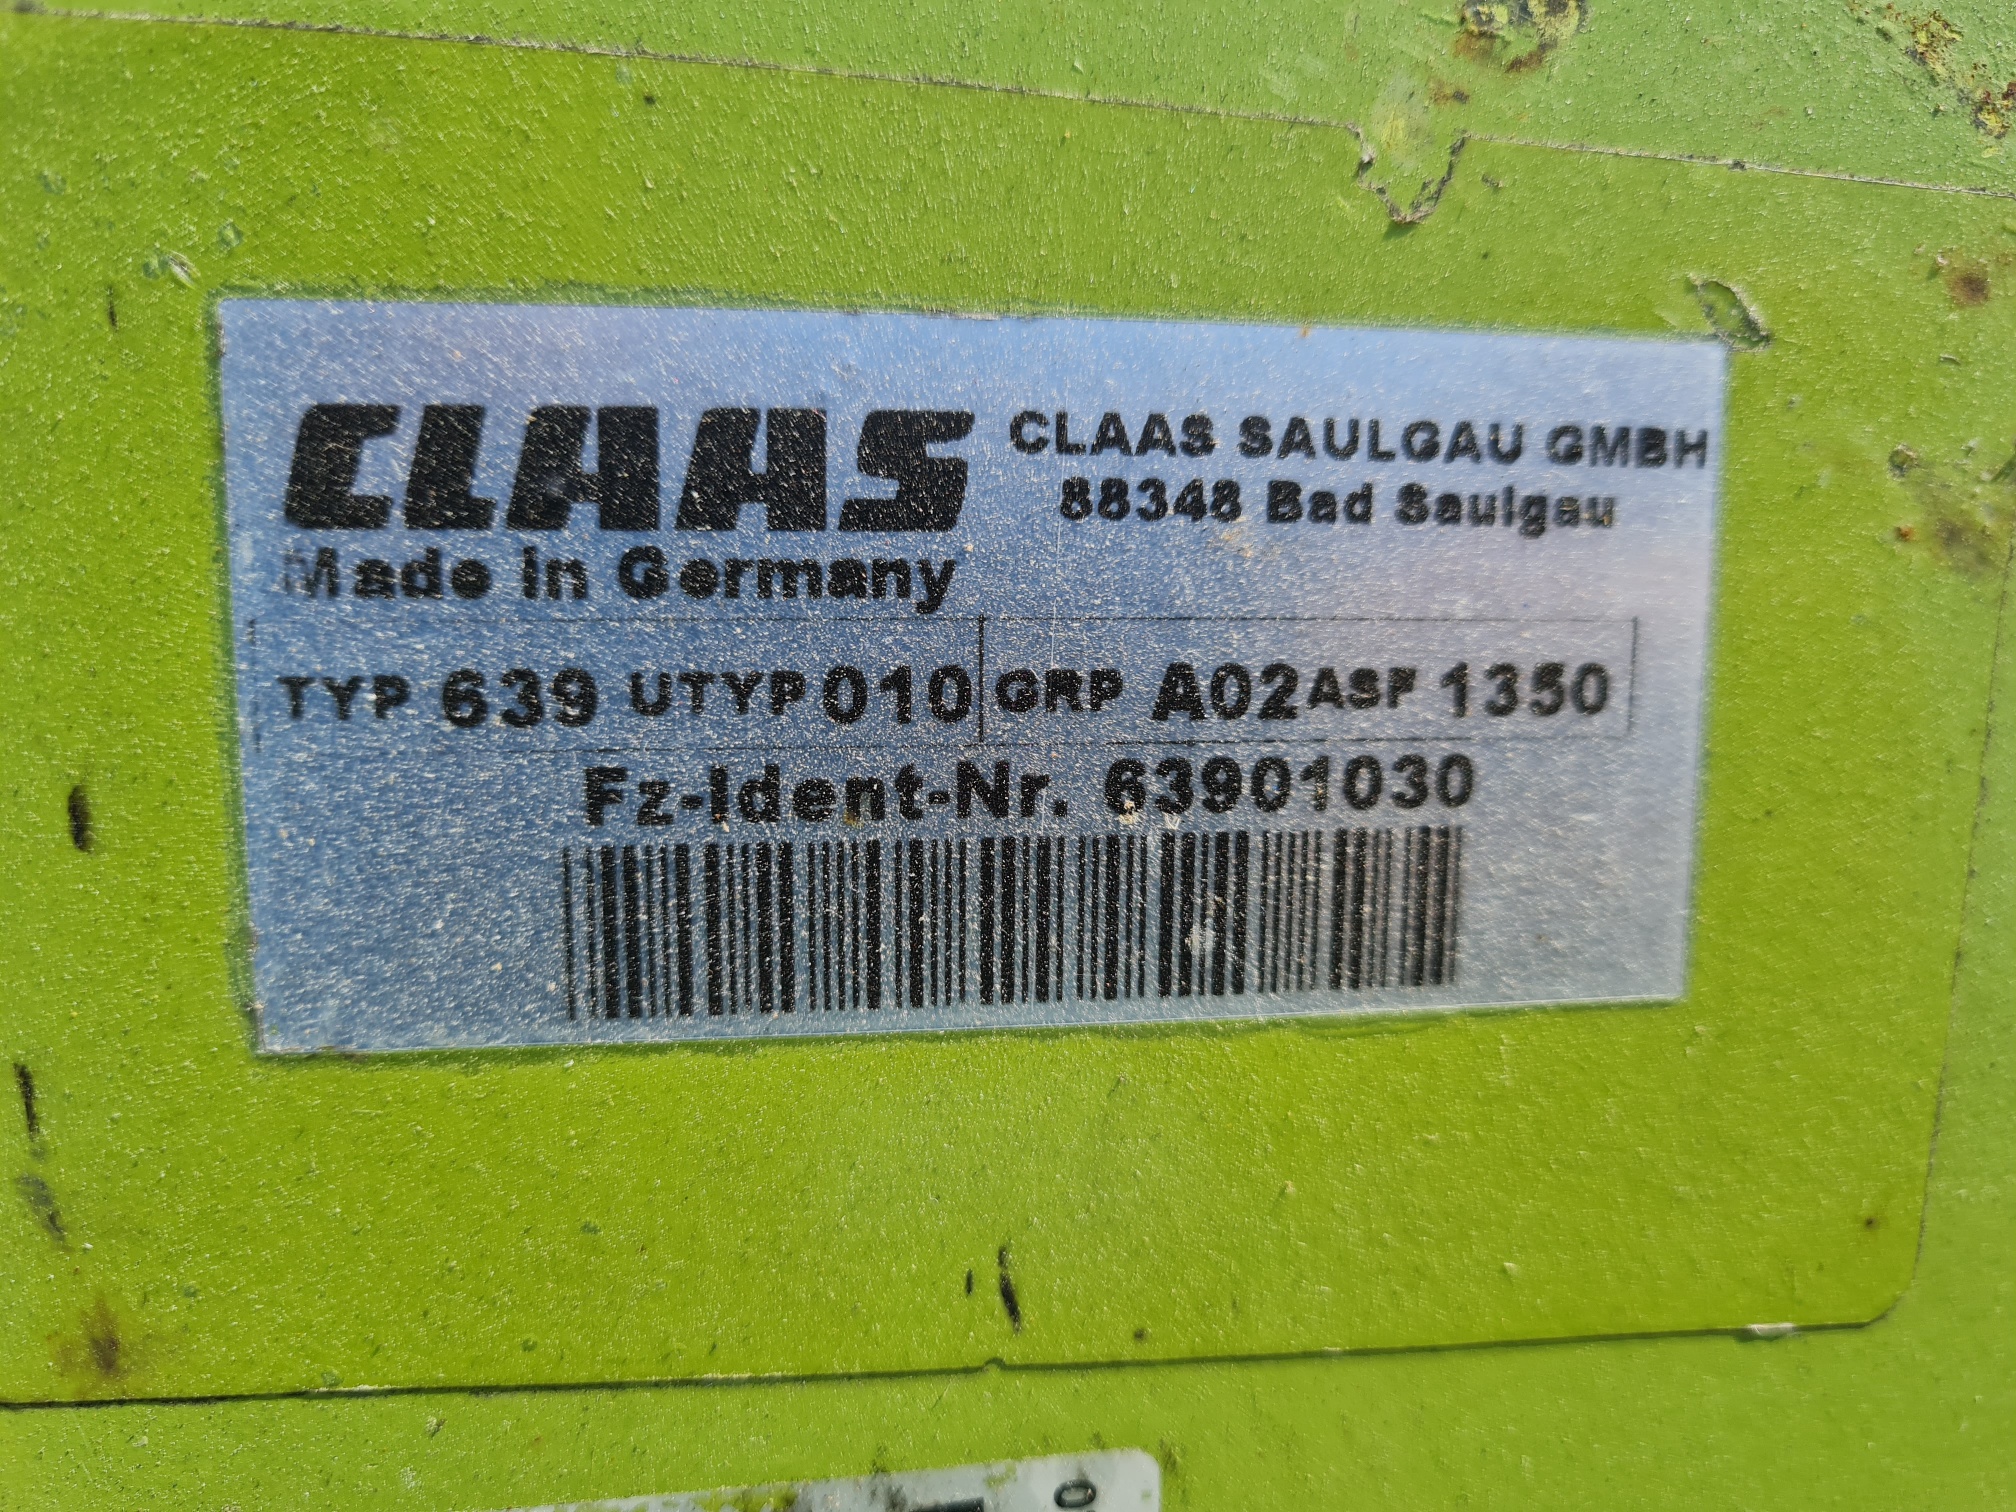 CLAAS
CLAAS SAULGAU GMBH
88348 Bad Saulgau
Made in Germany
TYP 639 UTYP 010 GRP A02 ASF 1350
Fz-Ident-Nr. 63901030